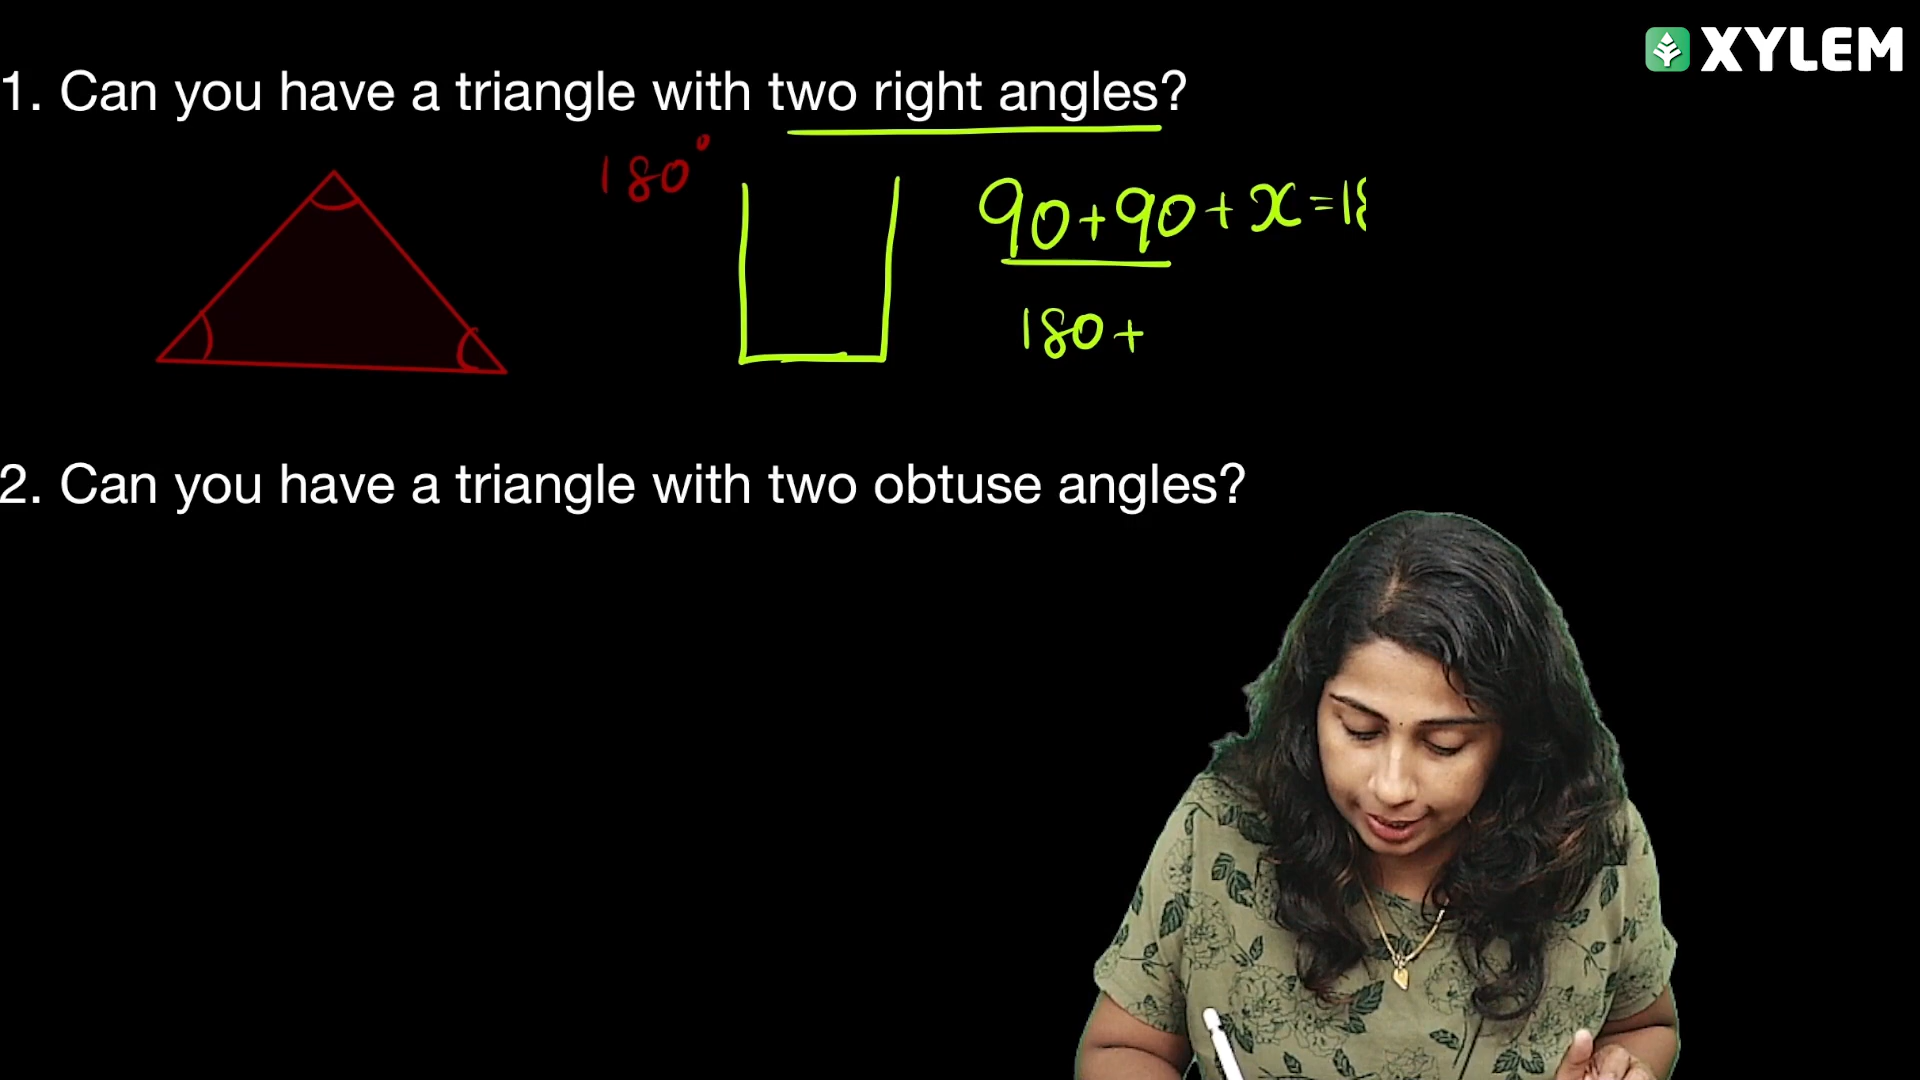 XYLEM
1. Can you have a triangle with two right angles?
180°
90+90+x=18
180+
2. Can you have a triangle with two obtuse angles?